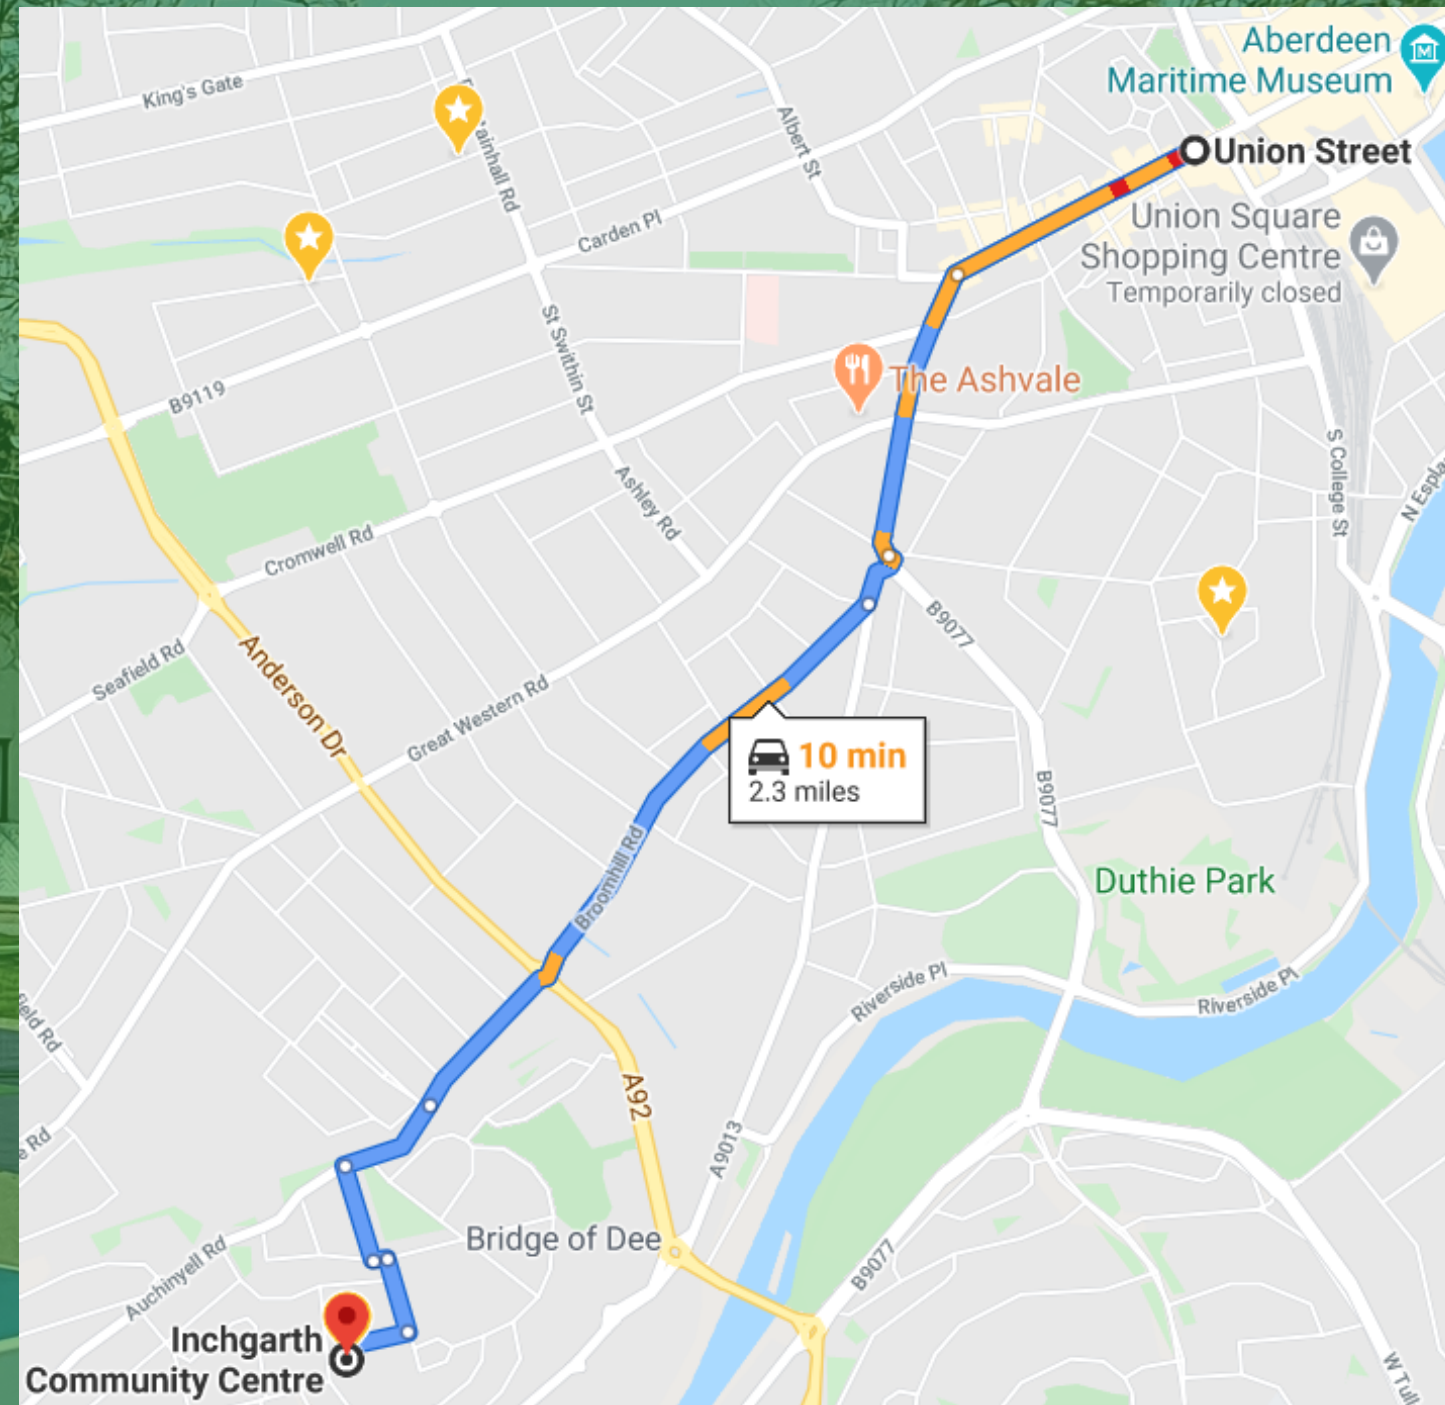 Aberdeen
Maritime Museum
King's Gate
Albert St
Union Street
Carden Pl
Union Square
Shopping Centre
Temporarily closed
St Swithin St
The Ashvale
B9119
S College St
Ashley Rd
Cromwell Rd
B9077
Seafield Rd
Anderson Dr
Great Western Rd
10 min
2.3 miles
B9077
Broomhill Rd
Duthie Park
Riverside Pl
Riverside Pl
A92
A9013
Bridge of Dee
B9077
Auchinyell Rd
Inchgarth
Community Centre